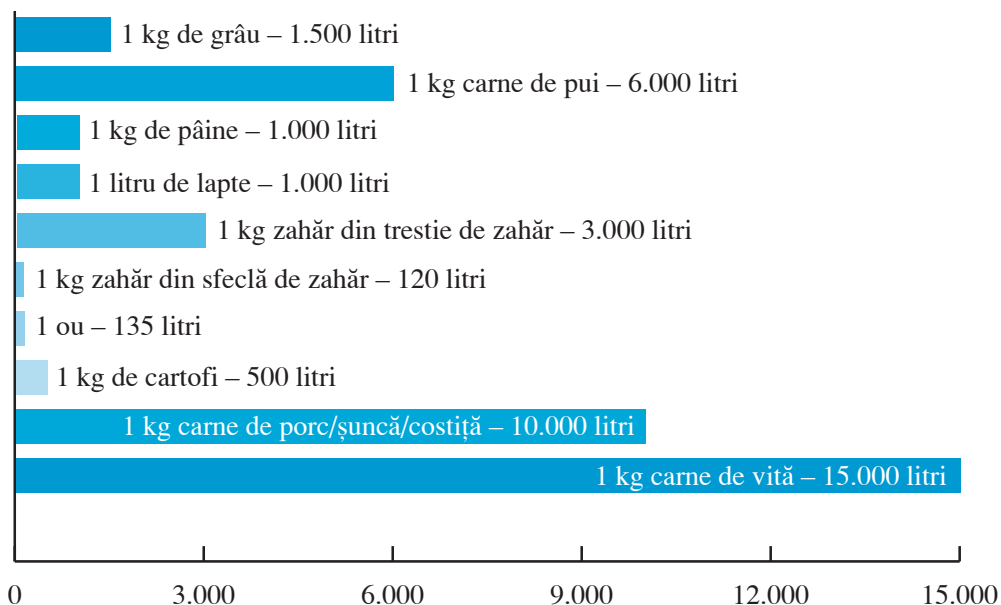 1 kg de grâu – 1.500 litri
1 kg carne de pui – 6.000 litri
1 kg de pâine – 1.000 litri
1 litru de lapte – 1.000 litri
1 kg zahăr din trestie de zahăr – 3.000 litri
1 kg zahăr din sfeclă de zahăr – 120 litri
1 ou – 135 litri
1 kg de cartofi – 500 litri
1 kg carne de porc/șuncă/costiță – 10.000 litri
1 kg carne de vită – 15.000 litri
0 3.000 6.000 9.000 12.000 15.000